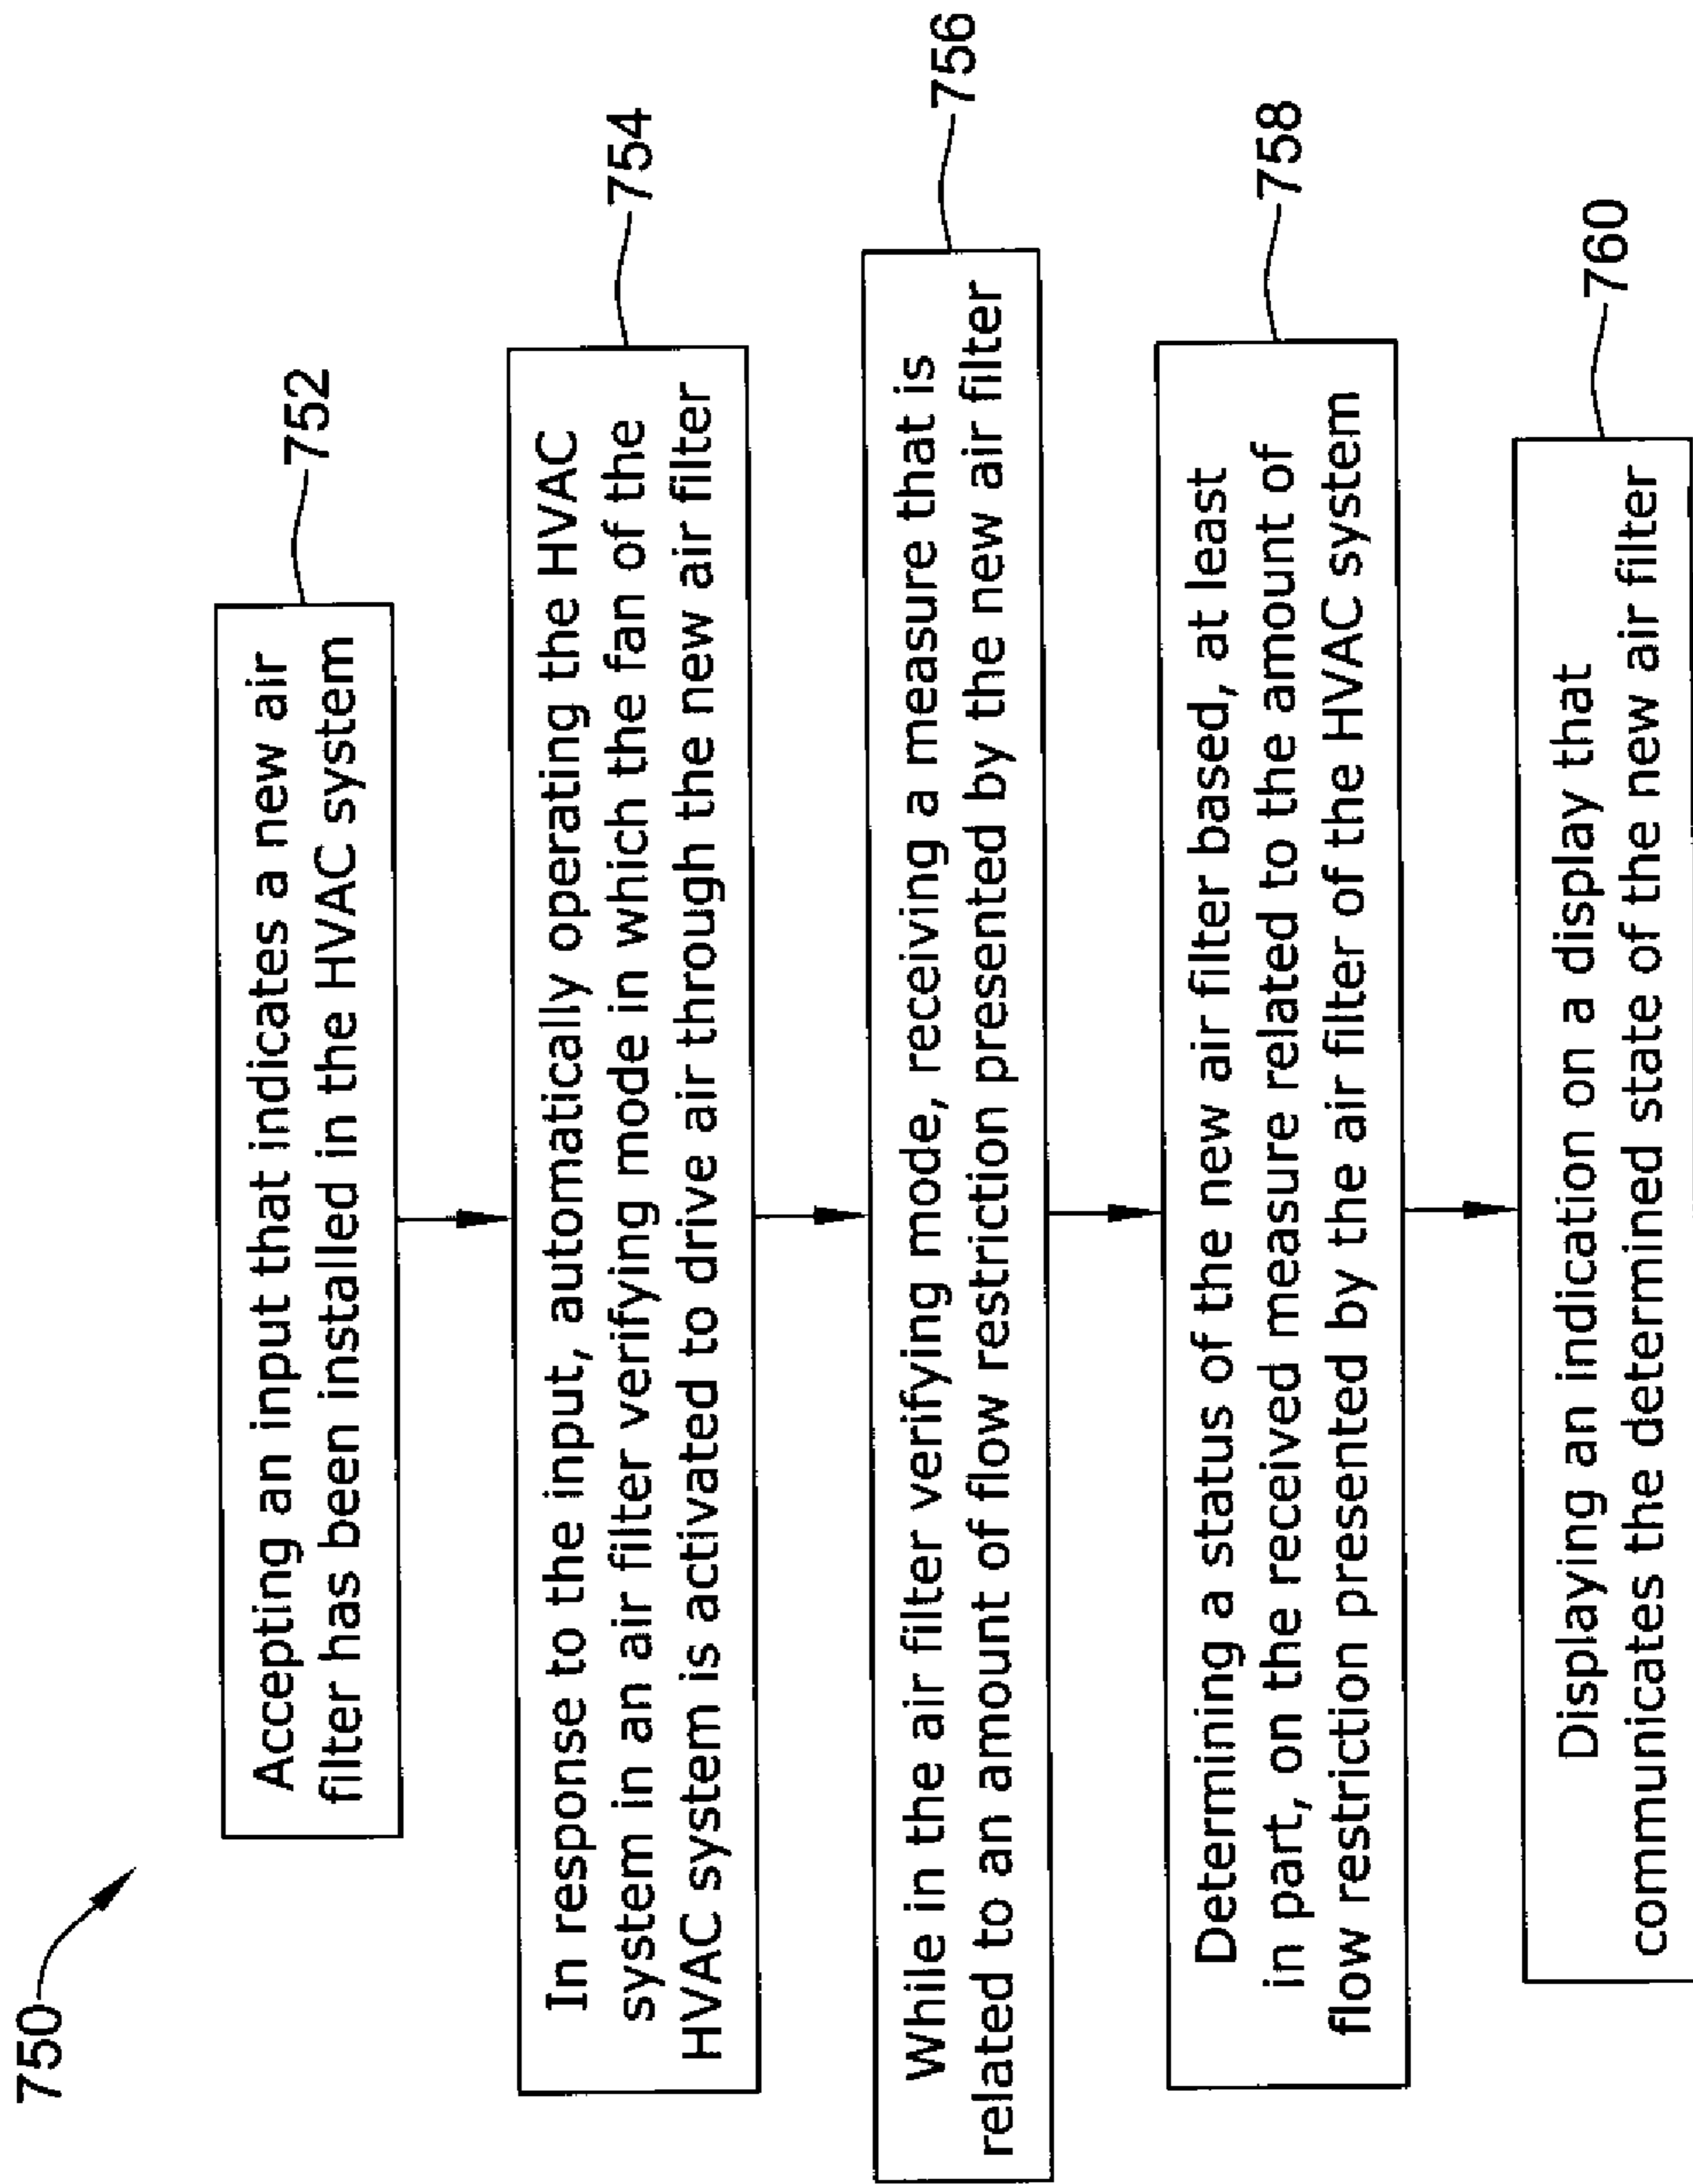 750
Accepting an input that indicates a new air
filter has been installed in the HVAC system
752
In response to the input, automatically operating the HVAC
system in an air filter verifying mode in which the fan of the
HVAC system is activated to drive air through the new air filter
754
While in the air filter verifying mode, receiving a measure that is
related to an amount of flow restriction presented by the new air filter
756
Determining a status of the new air filter based, at least
in part, on the received measure related to the amount of
flow restriction presented by the air filter of the HVAC system
758
Displaying an indication on a display that
communicates the determined state of the new air filter
760